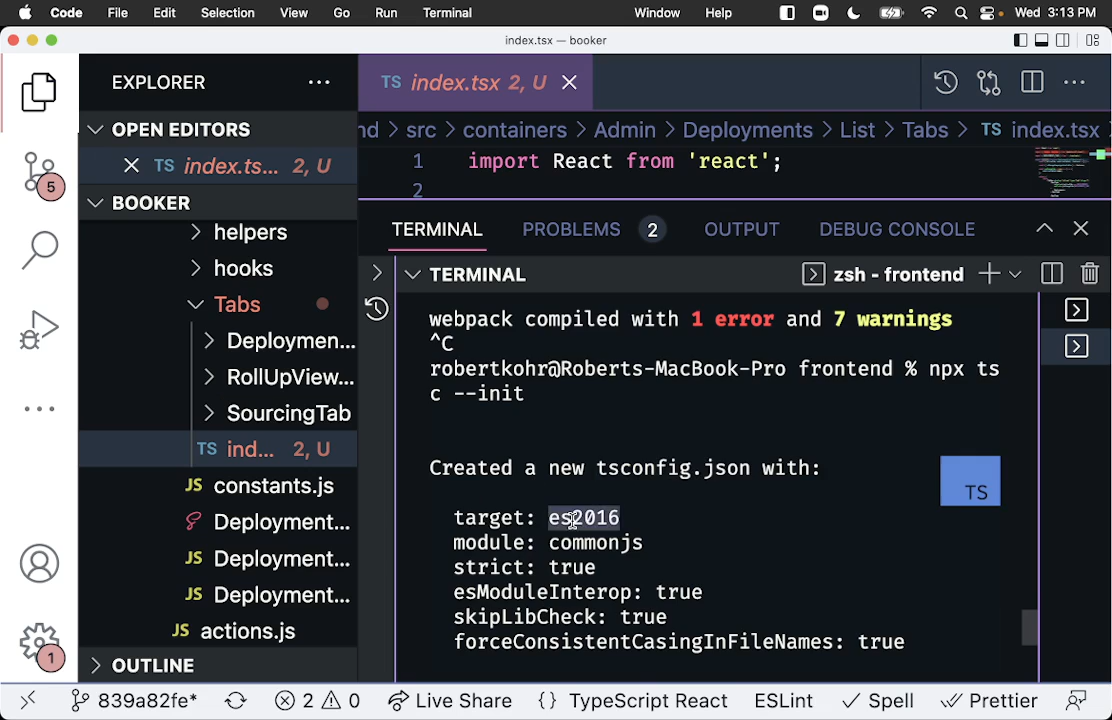 Code File Edit Selection View Go Run Terminal Window Help Wed 3:13 PM
index.tsx — booker
EXPLORER
OPEN EDITORS
TS index.ts... 2, U
BOOKER
helpers
hooks
Tabs
Deploymen...
RollUpView...
SourcingTab
TS ind... 2, U
JS constants.js
Deployment...
JS Deployment...
JS Deployment...
JS actions.js
OUTLINE
5
1
TS index.tsx 2, U
nd > src > containers > Admin > Deployments > List > Tabs > TS index.tsx
1 import React from 'react';
2
TERMINAL PROBLEMS 2 OUTPUT DEBUG CONSOLE
TERMINAL
zsh - frontend
webpack compiled with 1 error and 7 warnings
^C
robertkohr@Roberts-MacBook-Pro frontend % npx ts
c --init
Created a new tsconfig.json with:
TS
target: es2016
module: commonjs
strict: true
esModuleInterop: true
skipLibCheck: true
forceConsistentCasingInFileNames: true
839a82fe* 2 0 Live Share {} TypeScript React ESLint Spell Prettier